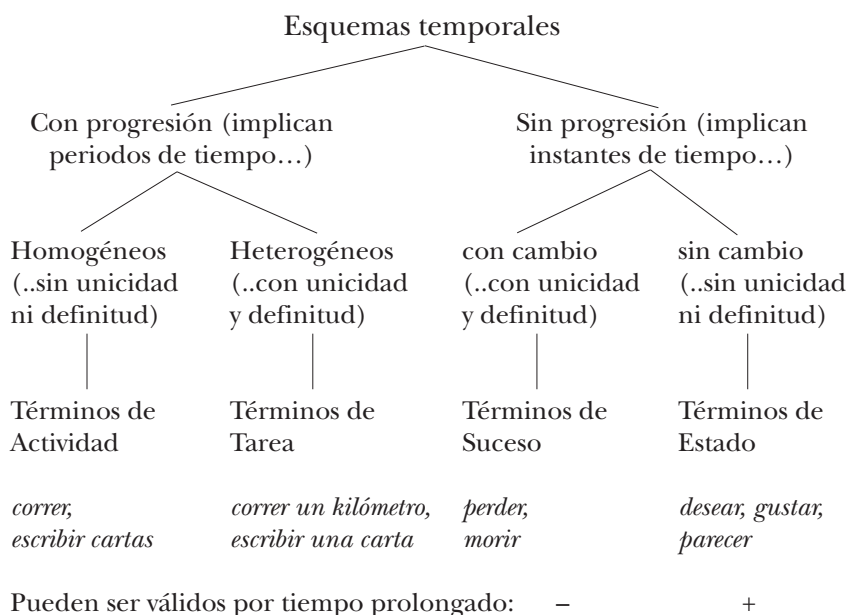 Esquemas temporales
Con progresión (implican
periodos de tiempo…)
Sin progresión (implican
instantes de tiempo…)
Homogéneos
(..sin unicidad
ni definitud)
Heterogéneos
(..con unicidad
y definitud)
con cambio
(..con unicidad
y definitud)
sin cambio
(..sin unicidad
ni definitud)
Términos de
Actividad
Términos de
Tarea
Términos de
Suceso
Términos de
Estado
correr,
escribir cartas
correr un kilómetro,
escribir una carta
perder,
morir
desear, gustar,
parecer
Pueden ser válidos por tiempo prolongado: – +